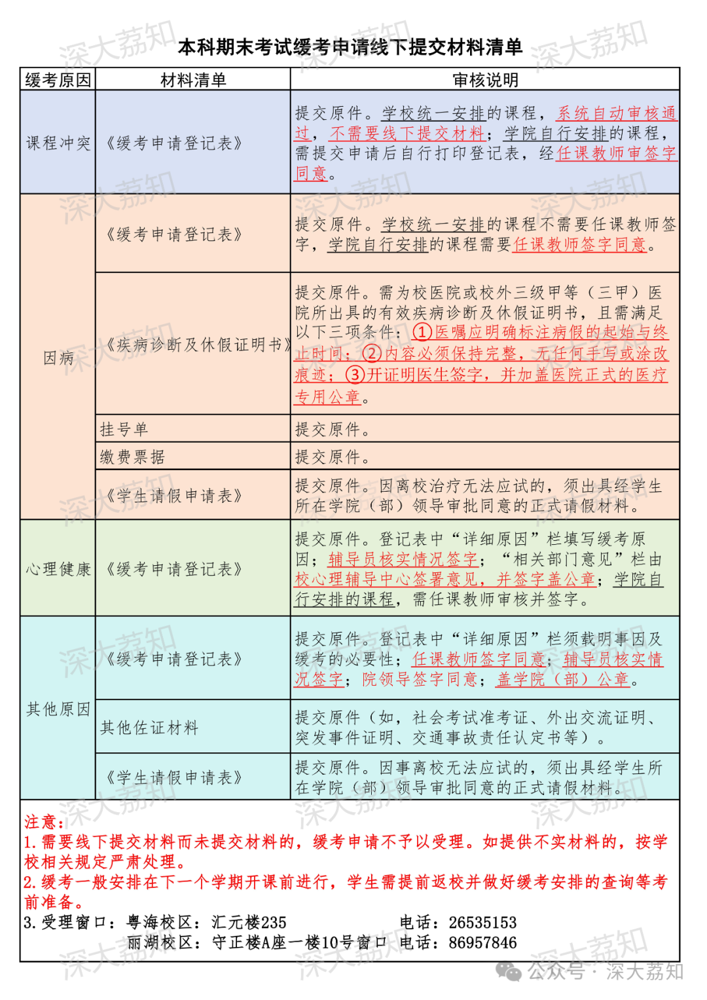 本科期末考试缓考申请线下提交材料清单
缓考原因 材料清单 审核说明
课程冲突 《缓考申请登记表》
提交原件。学校统一安排的课程，系统自动审核通
过，不需要线下提交材料；学院自行安排的课程，
需提交申请后自行打印登记表，经任课教师审签字
同意。
因病
《缓考申请登记表》
提交原件。学校统一安排的课程不需要任课教师签
字，学院自行安排的课程需要任课教师签字同意。
《疾病诊断及休假证明书》
提交原件。需为校医院或校外三级甲等（三甲）医
院所出具的有效疾病诊断及休假证明书，且需满足
以下三项条件：①医嘱应明确标注病假的起始与终
止时间；②内容必须保持完整，无任何手写或涂改
痕迹；③开证明医生签字，并加盖医院正式的医疗
专用公章。
挂号单 提交原件。
缴费票据 提交原件。
《学生请假申请表》
提交原件。因离校治疗无法应试的，须出具经学生
所在学院（部）领导审批同意的正式请假材料。
心理健康 《缓考申请登记表》
提交原件。登记表中“详细原因”栏填写缓考原
因；辅导员核实情况签字；“相关部门意见”栏由
校心理辅导中心签署意见，并签字盖公章；学院自
行安排的课程，需任课教师审核并签字。
其他原因
《缓考申请登记表》
提交原件。登记表中“详细原因”栏须载明事因及
缓考的必要性；任课教师签字同意；辅导员核实情
况签字；院领导签字同意；盖学院（部）公章。
其他佐证材料
提交原件（如，社会考试准考证、外出交流证明、
突发事件证明、交通事故责任认定书等）。
《学生请假申请表》
提交原件。因事离校无法应试的，须出具经学生所
在学院（部）领导审批同意的正式请假材料。
注意：
1.需要线下提交材料而未提交材料的，缓考申请不予以受理。如提供不实材料的，按学
校相关规定严肃处理。
2.缓考一般安排在下一个学期开课前进行，学生需提前返校并做好缓考安排的查询等考
前准备。
3.受理窗口：粤海校区：汇元楼235 电话：26535153
丽湖校区：守正楼A座一楼10号窗口 电话：86957846
公众号·深大荔知
深大荔知